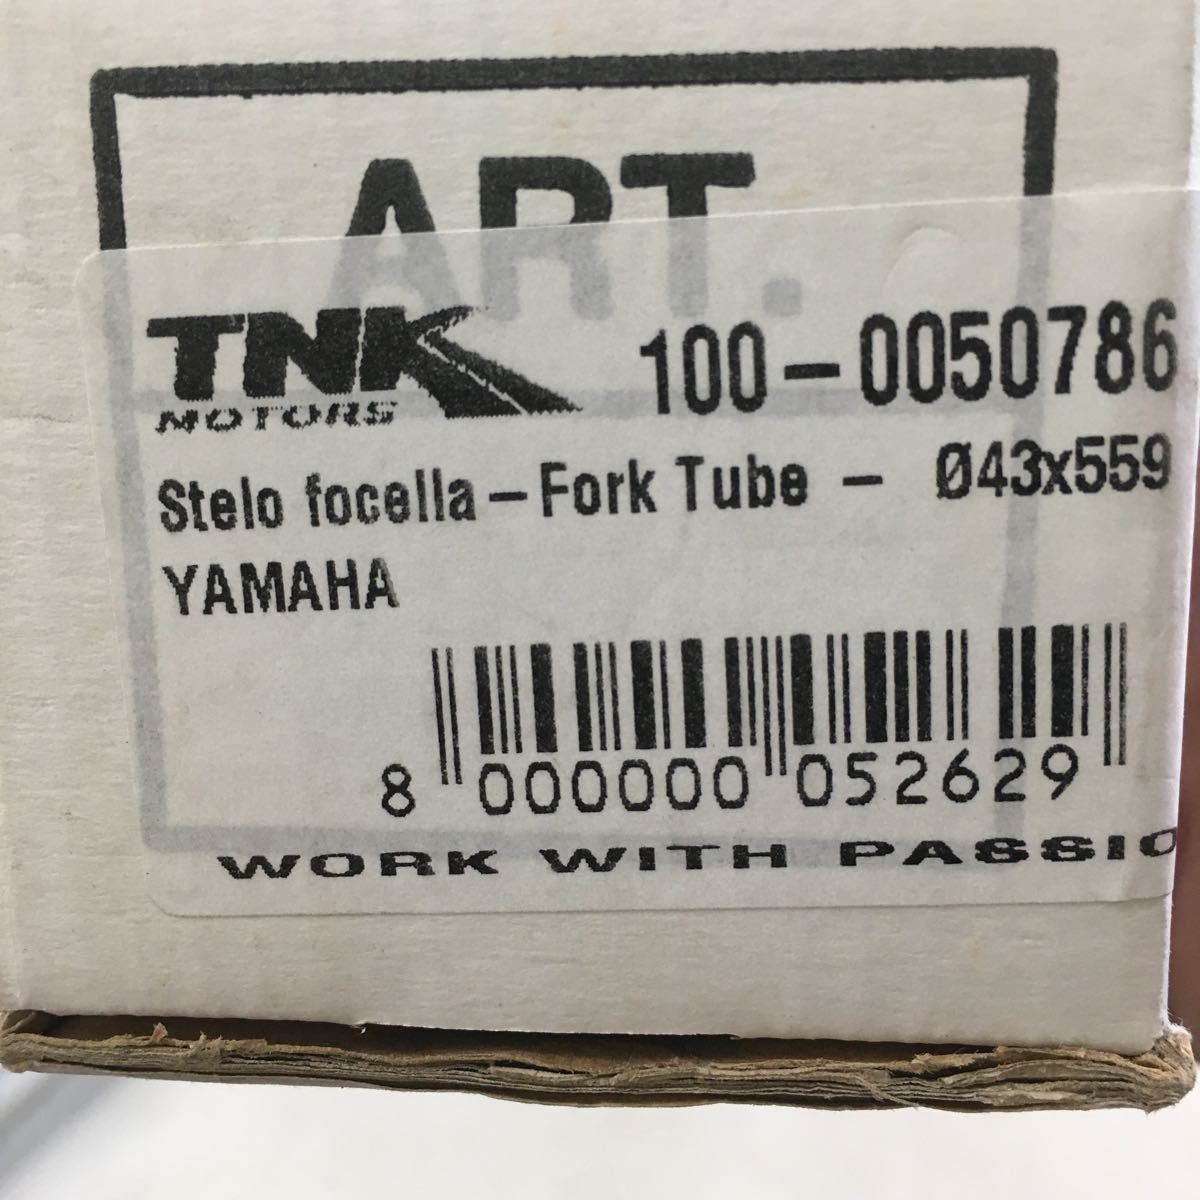 ART.
TNK
MOTORS
100-0050786
Stelo focella - Fork Tube - Ø43x559
YAMAHA
8 000000 052629
WORK WITH PASSIO